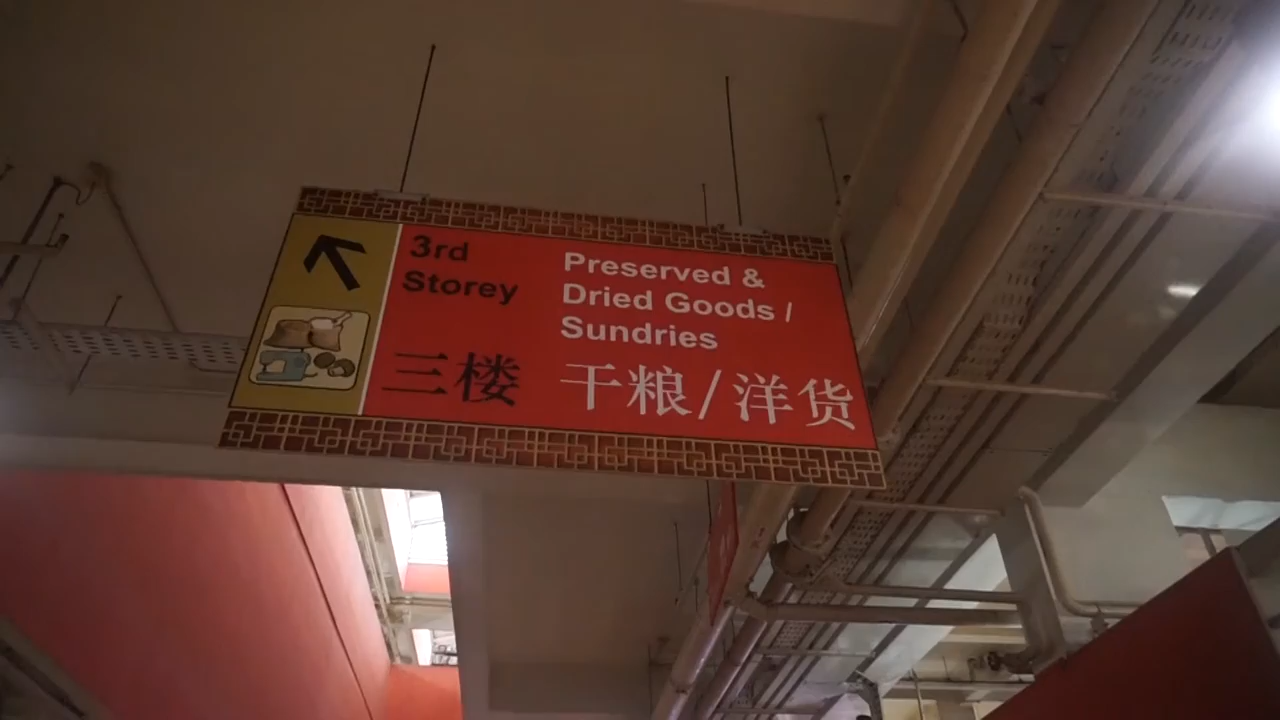 3rd
Storey
Preserved &
Dried Goods /
Sundries
三楼
干粮/洋货